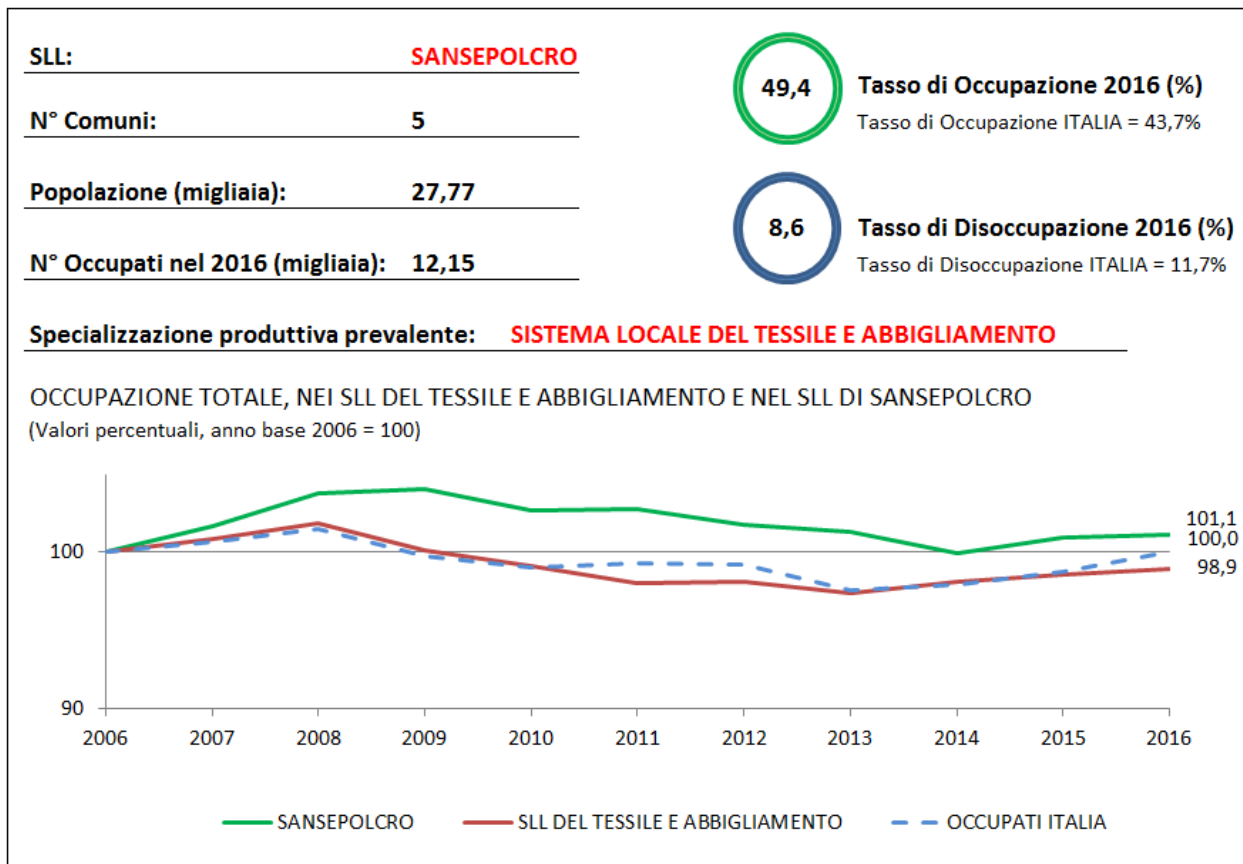 SLL: SANSEPOLCRO
N° Comuni: 5
Popolazione (migliaia): 27,77
N° Occupati nel 2016 (migliaia): 12,15
49,4 Tasso di Occupazione 2016 (%)
Tasso di Occupazione ITALIA = 43,7%
8,6 Tasso di Disoccupazione 2016 (%)
Tasso di Disoccupazione ITALIA = 11,7%
Specializzazione produttiva prevalente: SISTEMA LOCALE DEL TESSILE E ABBIGLIAMENTO
OCCUPAZIONE TOTALE, NEI SLL DEL TESSILE E ABBIGLIAMENTO E NEL SLL DI SANSEPOLCRO
(Valori percentuali, anno base 2006 = 100)
101,1
100 100,0
98,9
90
2006 2007 2008 2009 2010 2011 2012 2013 2014 2015 2016
SANSEPOLCRO SLL DEL TESSILE E ABBIGLIAMENTO OCCUPATI ITALIA